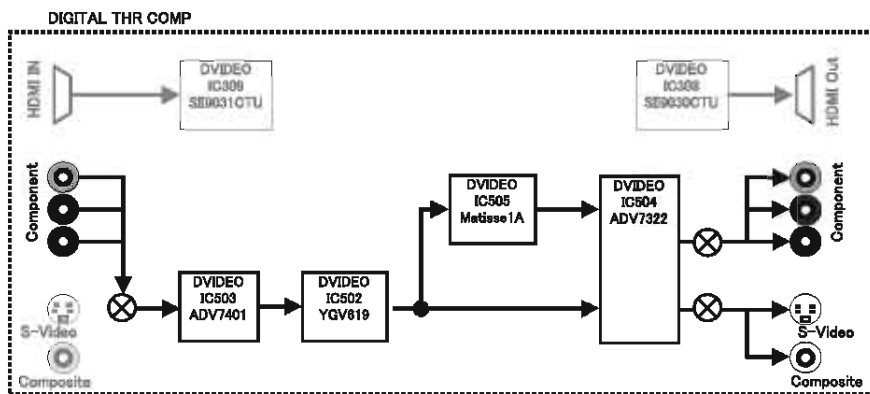 DIGITAL THR COMP
HDMI IN
DVIDEO
IC309
SII9031CTU
DVIDEO
IC308
SII9030CTU
HDMI Out
Component
DVIDEO
IC505
Matisse1A
DVIDEO
IC504
ADV7322
Component
DVIDEO
IC503
ADV7401
DVIDEO
IC502
YGV619
S-Video
Composite
S-Video
Composite